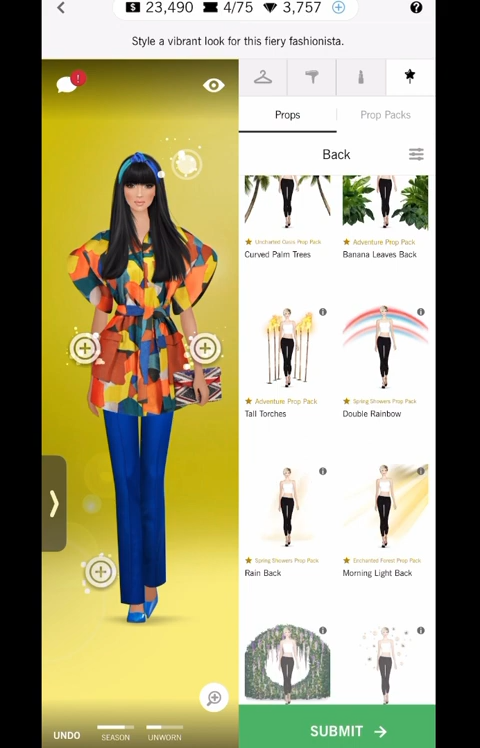 $ 23,490 4/75 3,757
Style a vibrant look for this fiery fashionista.
Props
Prop Packs
Back
Uncharted Oasis Prop Pack
Curved Palm Trees
Adventure Prop Pack
Banana Leaves Back
Adventure Prop Pack
Tall Torches
Spring Showers Prop Pack
Double Rainbow
Spring Showers Prop Pack
Rain Back
Enchanted Forest Prop Pack
Morning Light Back
UNDO
SEASON
UNWORN
SUBMIT